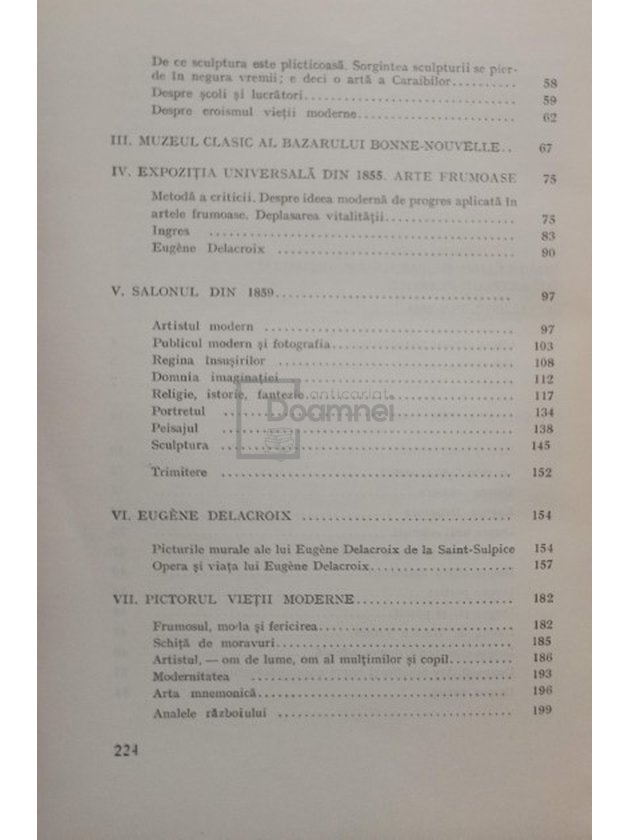 De ce sculptura este plicticoasă. Sorgintea sculpturii se pier-
de în negura vremii; e deci o artă a Caraibilor.......... 58
Despre școli și lucrători.............................. 59
Despre eroismul vieții moderne...................... 62
III. MUZEUL CLASIC AL BAZARULUI BONNE-NOUVELLE.. 67
IV. EXPOZIȚIA UNIVERSALĂ DIN 1855. ARTE FRUMOASE 75
Metodă a criticii. Despre ideea modernă de progres aplicată în
artele frumoase. Deplasarea vitalității................... 75
Ingres ............................................ 83
Eugène Delacroix .................................. 90
V. SALONUL DIN 1859.................................. 97
Artistul modern .................................... 97
Publicul modern și fotografia......................... 103
Regina însușirilor ................................. 108
Domnia imaginației................................. 112
Religie, istorie, fantezie.............................. 117
Portretul .......................................... 134
Peisajul ........................................... 138
Sculptura ......................................... 145
Trimitere ......................................... 152
VI. EUGÈNE DELACROIX .............................. 154
Picturile murale ale lui Eugène Delacroix de la Saint-Sulpice 154
Opera și viața lui Eugène Delacroix.................... 157
VII. PICTORUL VIEȚII MODERNE...................... 182
Frumosul, moda și fericirea........................... 182
Schiță de moravuri................................. 185
Artistul, — om de lume, om al mulțimilor și copil......... 186
Modernitatea ..................................... 193
Arta mnemonică................................... 196
Analele războiului ................................. 199
224
anticariat
Doamnei